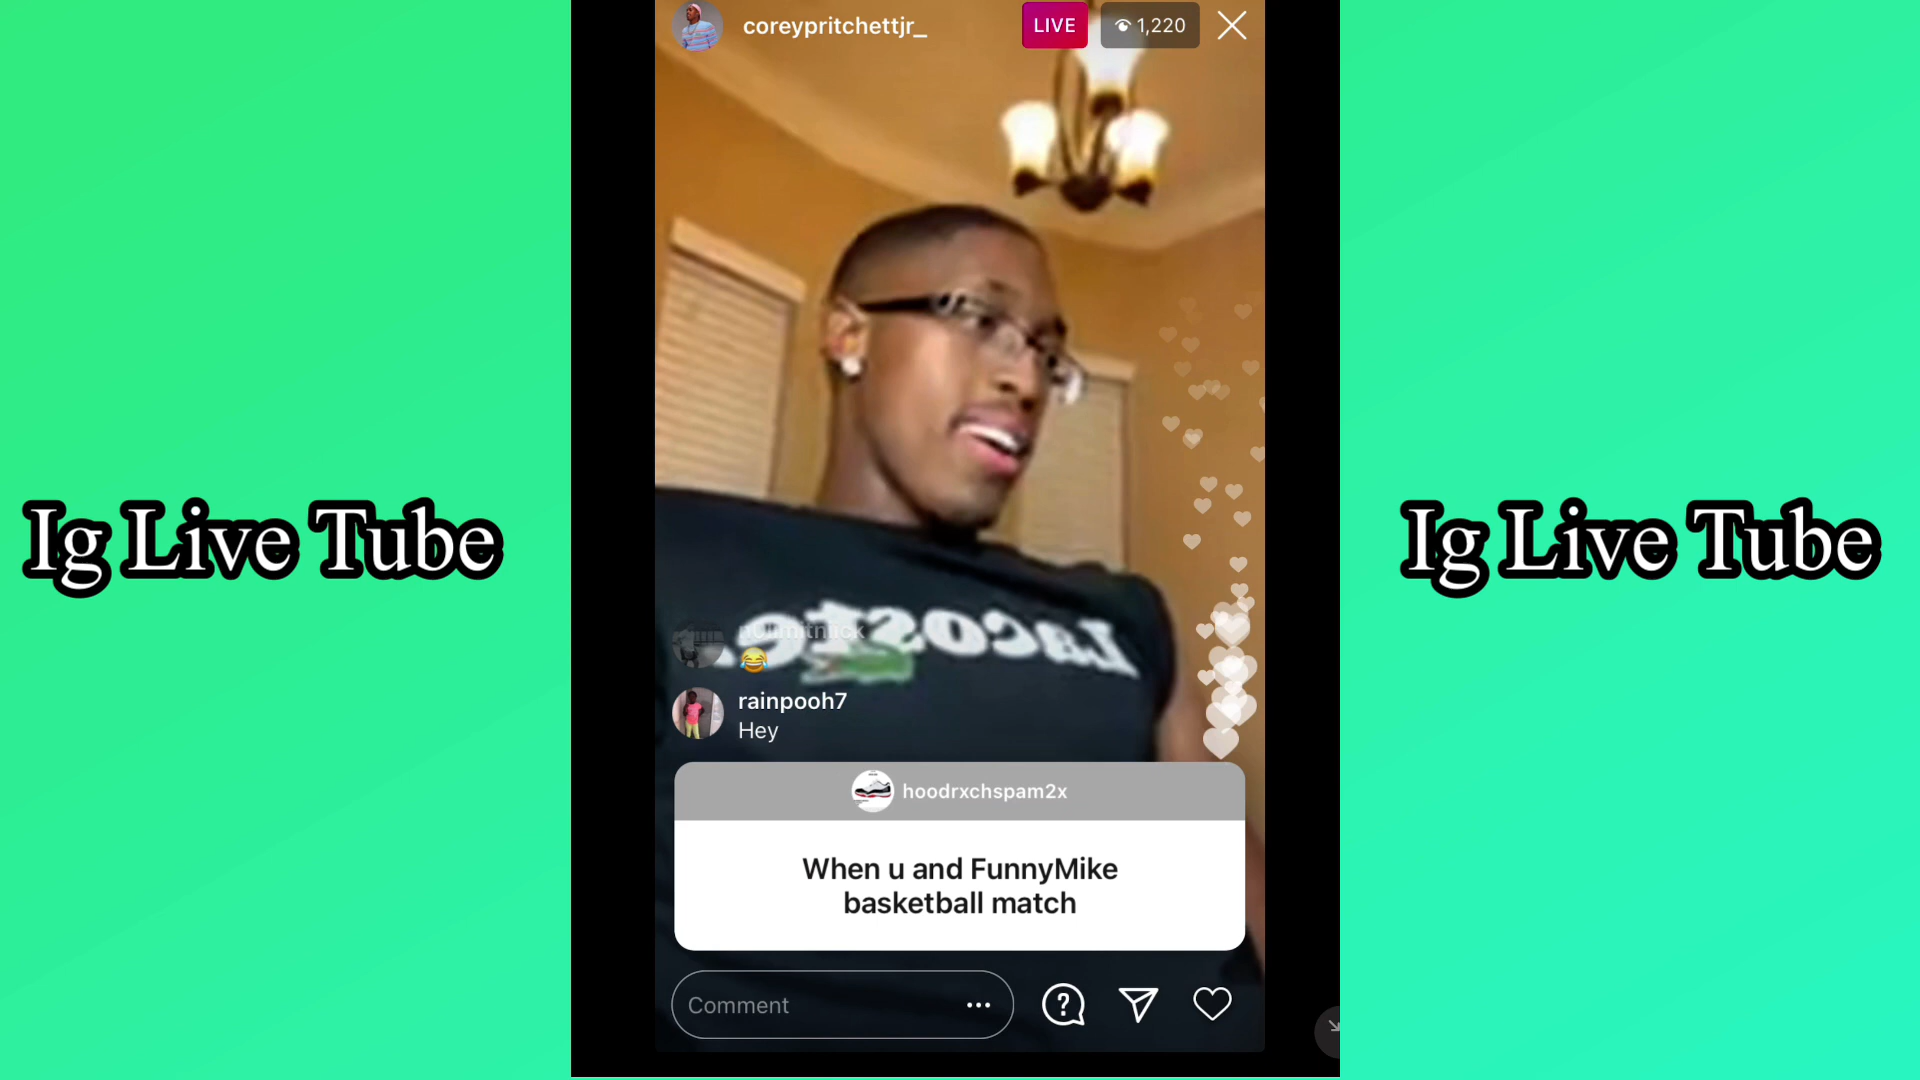 coreypritchettjr_
LIVE
1,220
Ig Live Tube
Ig Live Tube
Lacoste
😂
rainpooh7
Hey
hoodrxchspam2x
When u and FunnyMike
basketball match
Comment